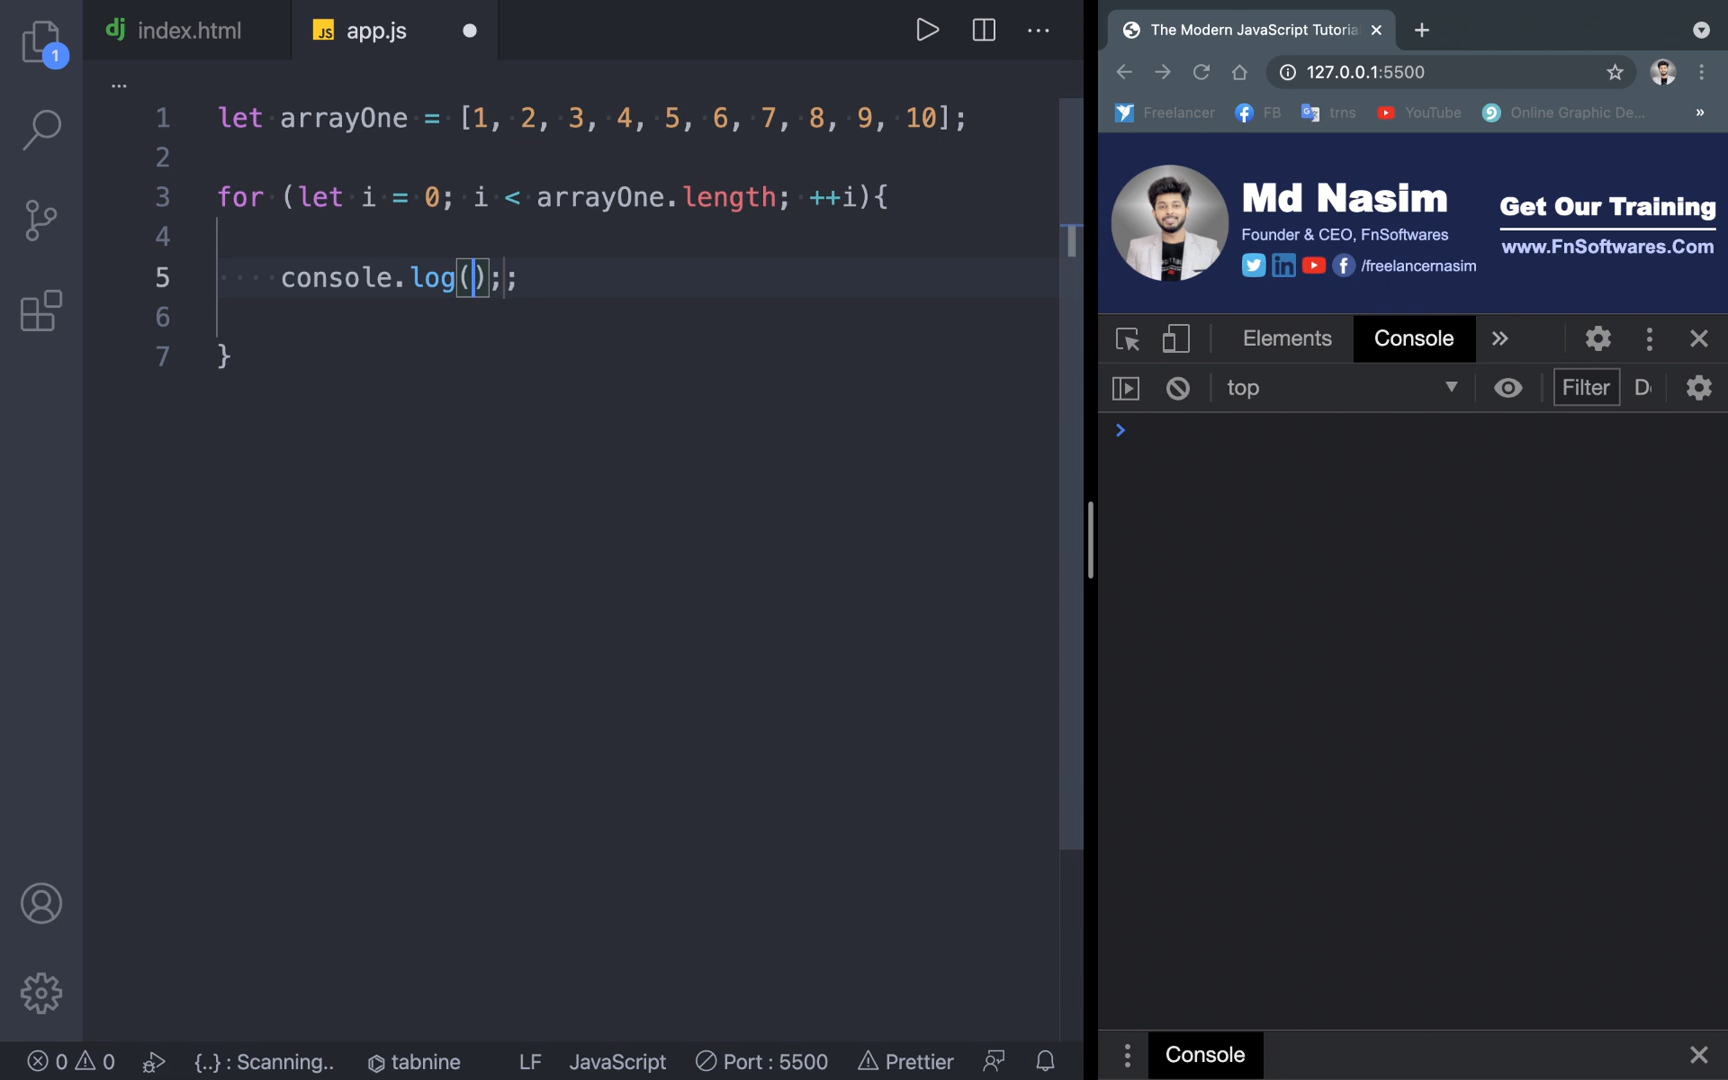 index.html
JS app.js
...
1 let arrayOne = [1, 2, 3, 4, 5, 6, 7, 8, 9, 10];
2
3 for (let i = 0; i < arrayOne.length; ++i){
4
5 console.log();;
6
7 }
1
0 0 {..} : Scanning.. tabnine LF JavaScript Port : 5500 Prettier
The Modern JavaScript Tutoria
127.0.0.1:5500
Freelancer FB trns YouTube Online Graphic De... »
Md Nasim
Founder & CEO, FnSoftwares
/freelancernasim
Get Our Training
www.FnSoftwares.Com
Elements Console »
top Filter D
>
Console